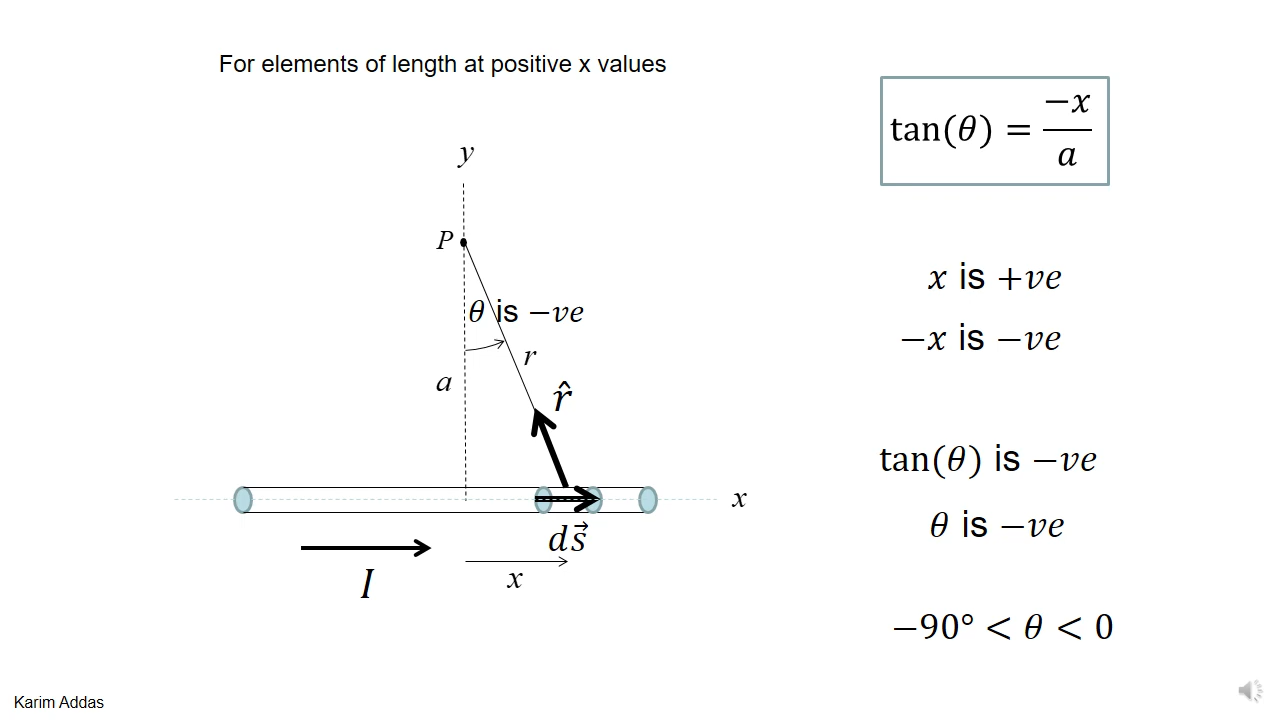 For elements of length at positive x values
tan(θ) = −x/a
y
P
θ is −ve
r
a
r̂
x
ds⃗
I
x
x is +ve
−x is −ve
tan(θ) is −ve
θ is −ve
−90° < θ < 0
Karim Addas